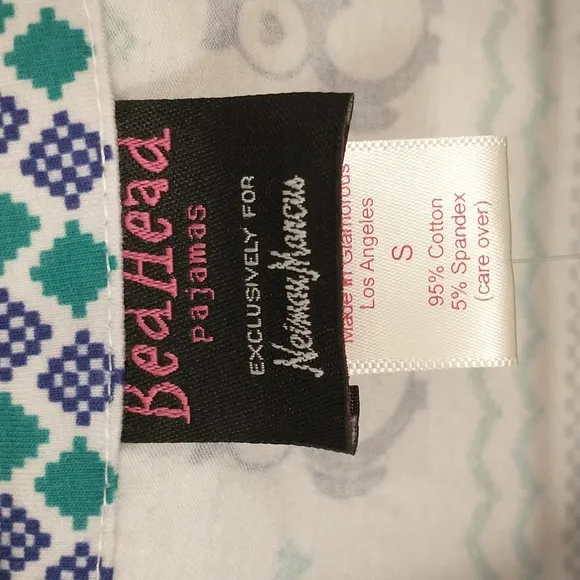 BedHead
pajamas
EXCLUSIVELY FOR
Neiman Marcus
Made in Glamorous
Los Angeles
S
95% Cotton
5% Spandex
(care over)